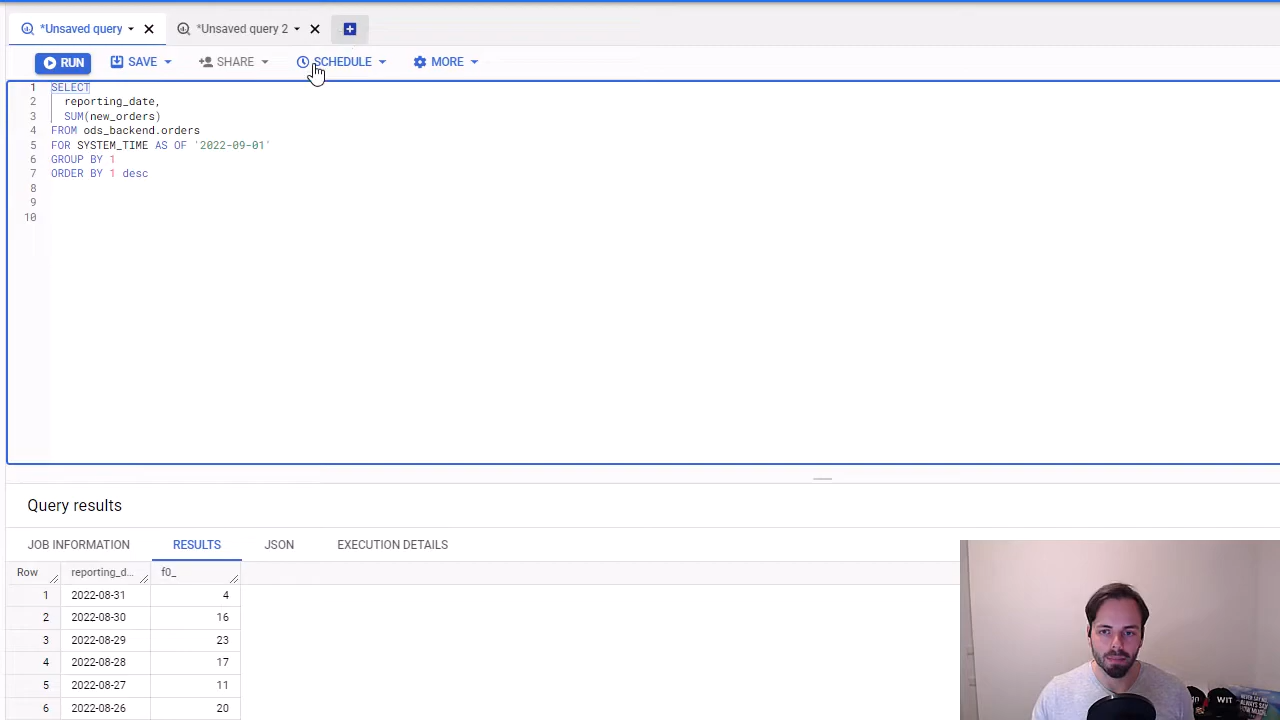 *Unsaved query
*Unsaved query 2
RUN SAVE SHARE SCHEDULE MORE
1 SELECT
2 reporting_date,
3 SUM(new_orders)
4 FROM ods_backend.orders
5 FOR SYSTEM_TIME AS OF '2022-09-01'
6 GROUP BY 1
7 ORDER BY 1 desc
8
9
10
Query results
JOB INFORMATION RESULTS JSON EXECUTION DETAILS
Row reporting_d... f0_
1 2022-08-31 4
2 2022-08-30 16
3 2022-08-29 23
4 2022-08-28 17
5 2022-08-27 11
6 2022-08-26 20
WIT